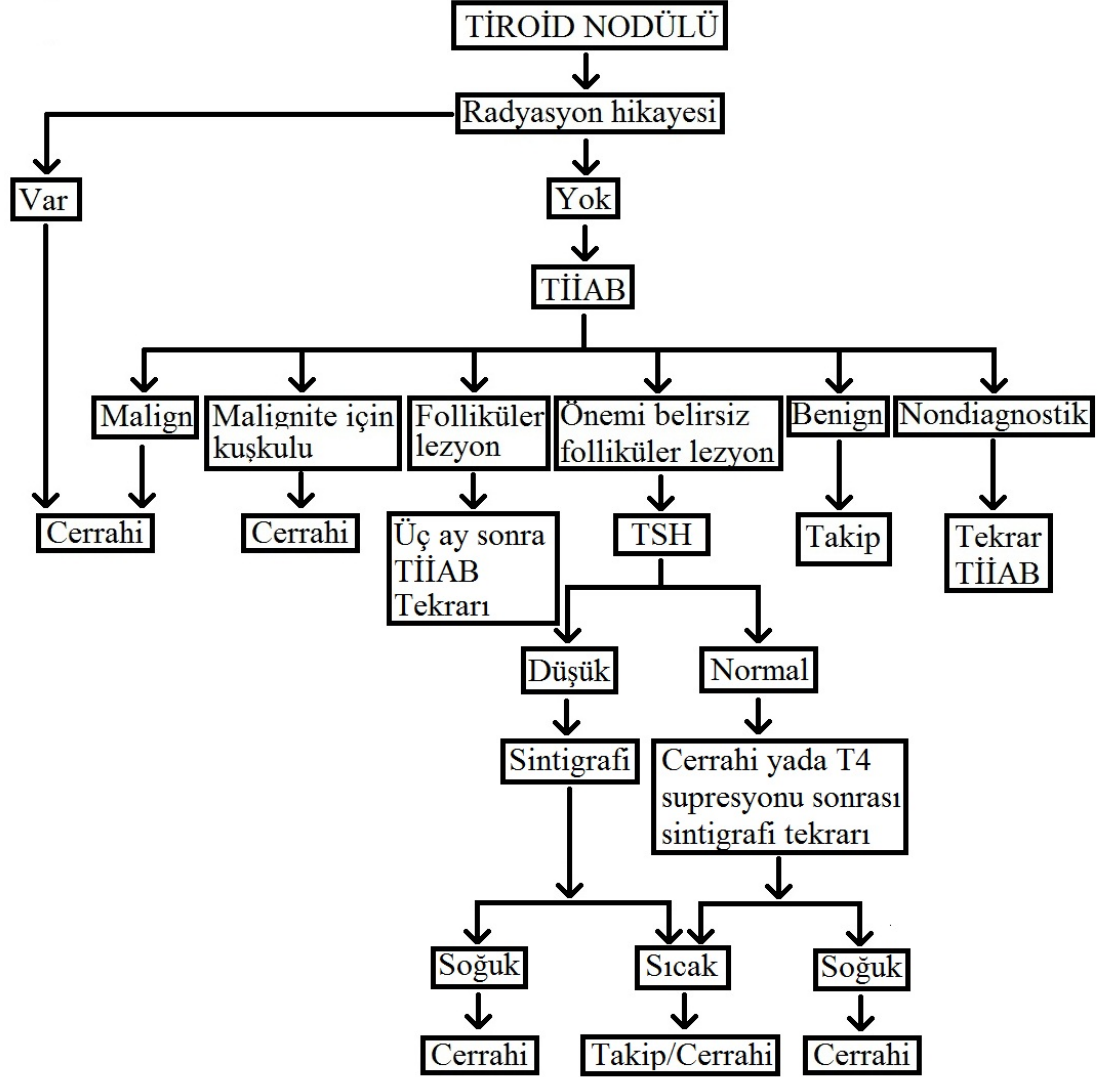 TİROİD NODÜLÜ
Radyasyon hikayesi
Var
Yok
TİİAB
Malign
Malignite için
kuşkulu
Folliküler
lezyon
Önemi belirsiz
folliküler lezyon
Benign
Nondiagnostik
Cerrahi
Cerrahi
Üç ay sonra
TİİAB
Tekrarı
TSH
Takip
Tekrar
TİİAB
Düşük
Normal
Sintigrafi
Cerrahi yada T4
supresyonu sonrası
sintigrafi tekrarı
Soğuk
Sıcak
Soğuk
Cerrahi
Takip/Cerrahi
Cerrahi